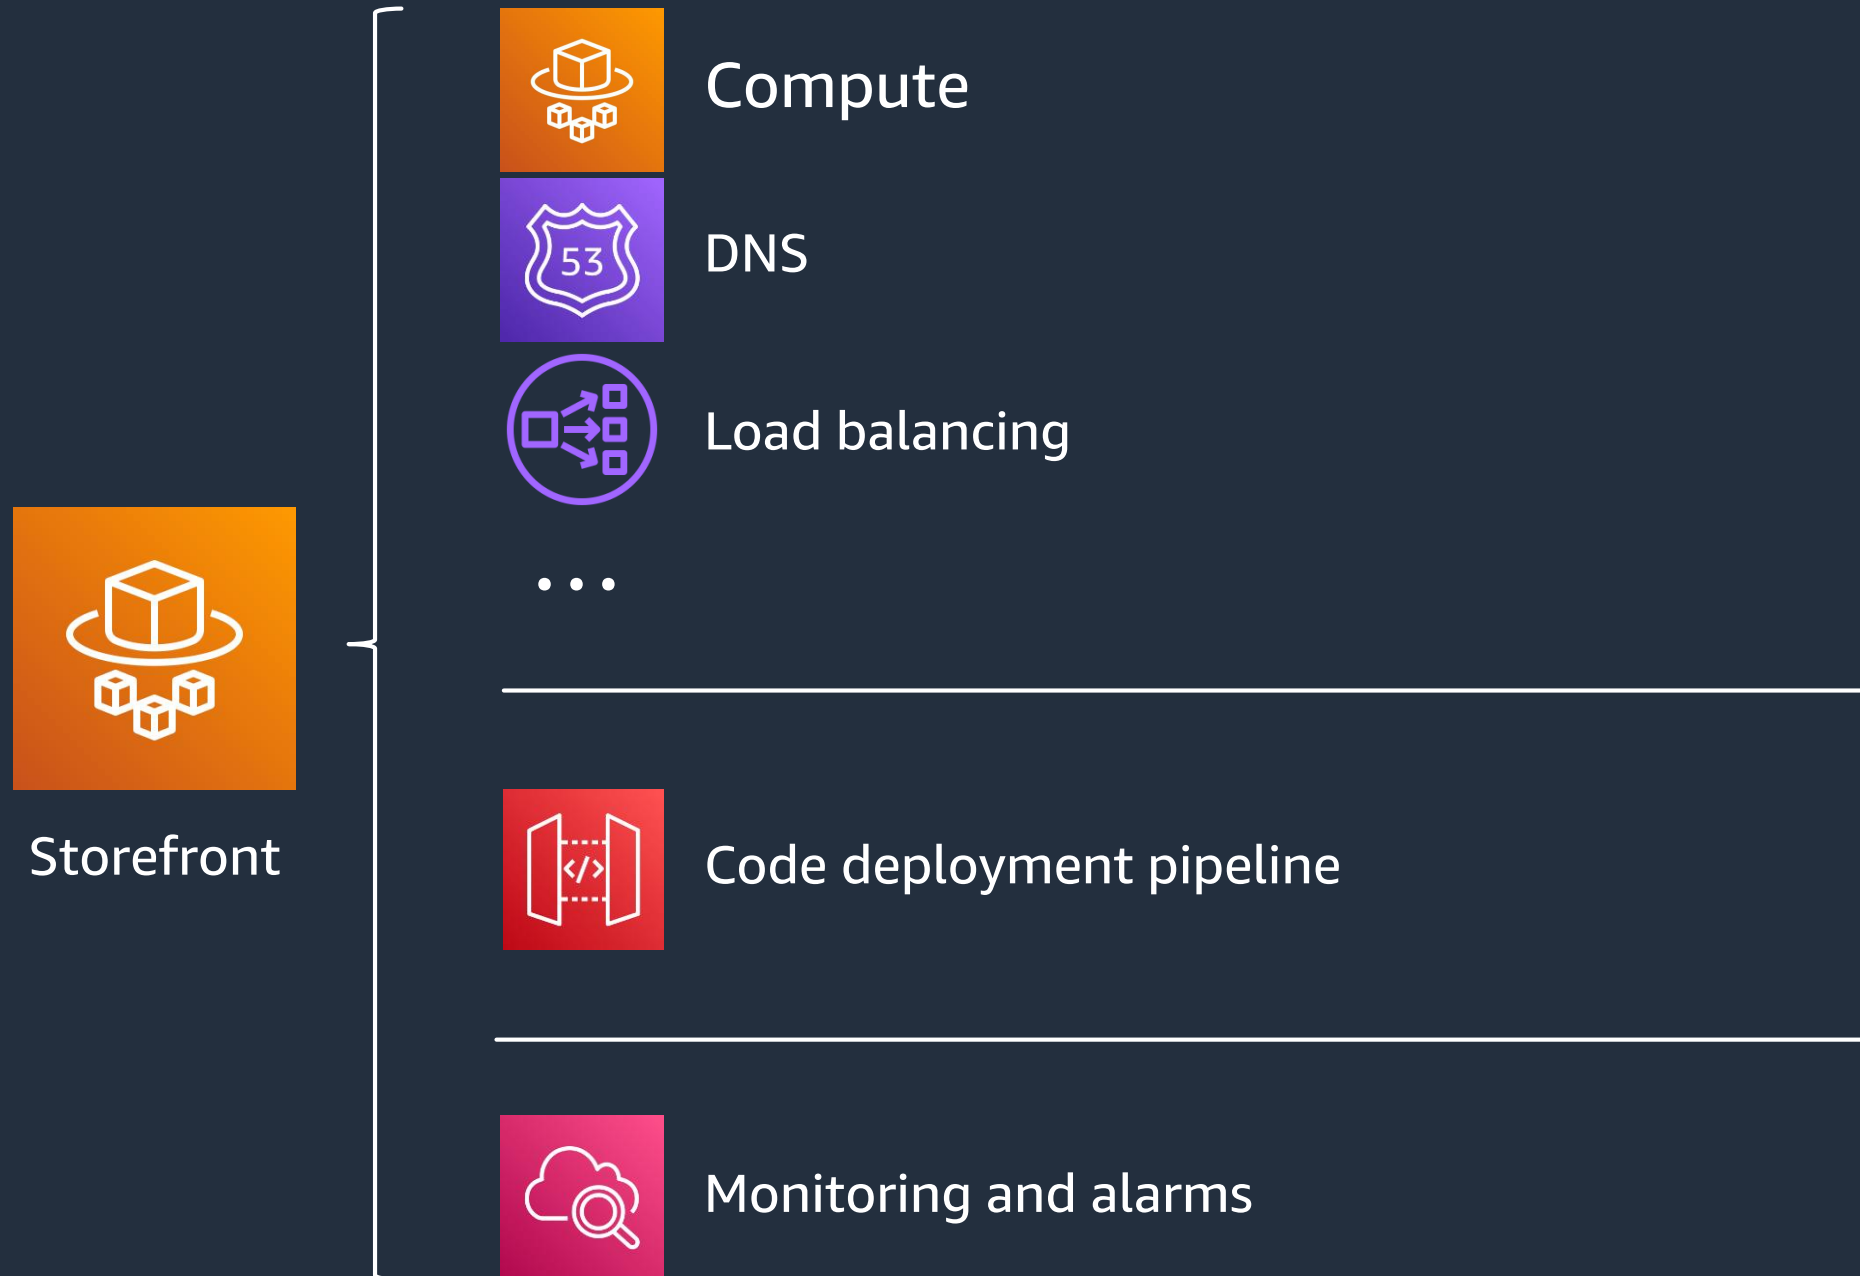 Compute
53
DNS
Load balancing
...
Storefront
</>
Code deployment pipeline
Monitoring and alarms